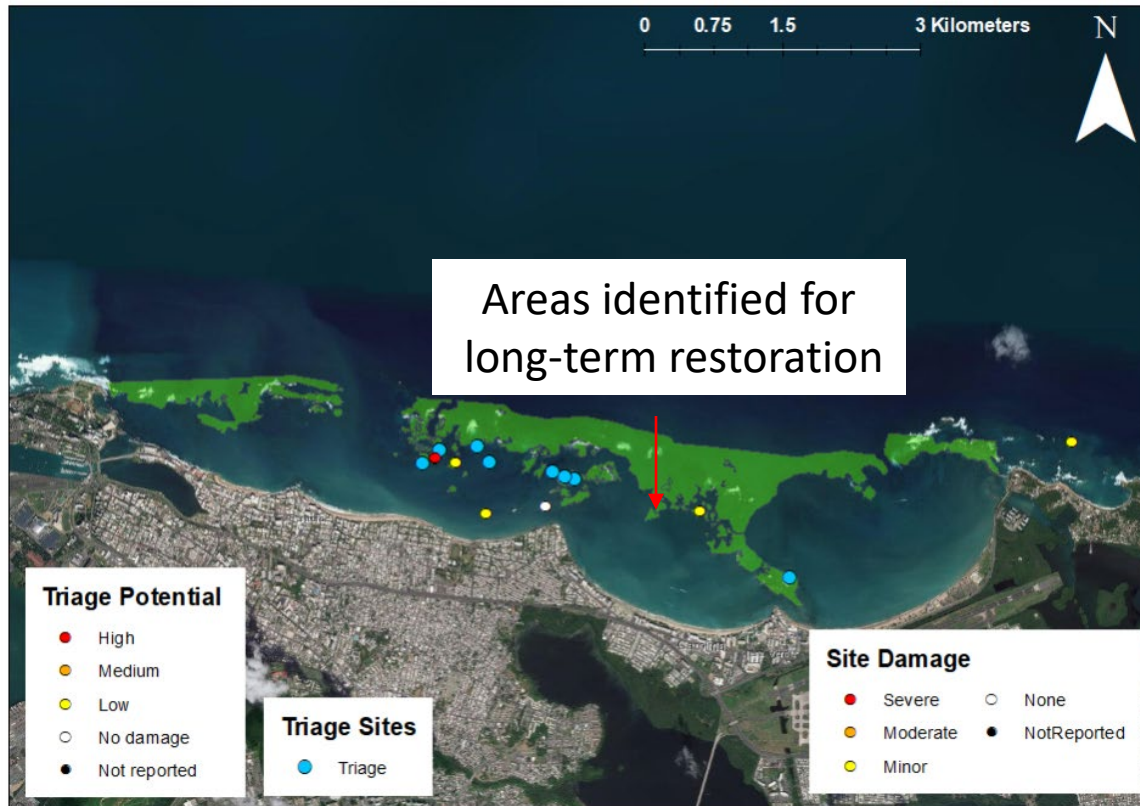 0 0.75 1.5 3 Kilometers
N
Areas identified for
long-term restoration
Triage Potential
High
Medium
Low
No damage
Not reported
Triage Sites
Triage
Site Damage
Severe None
Moderate NotReported
Minor